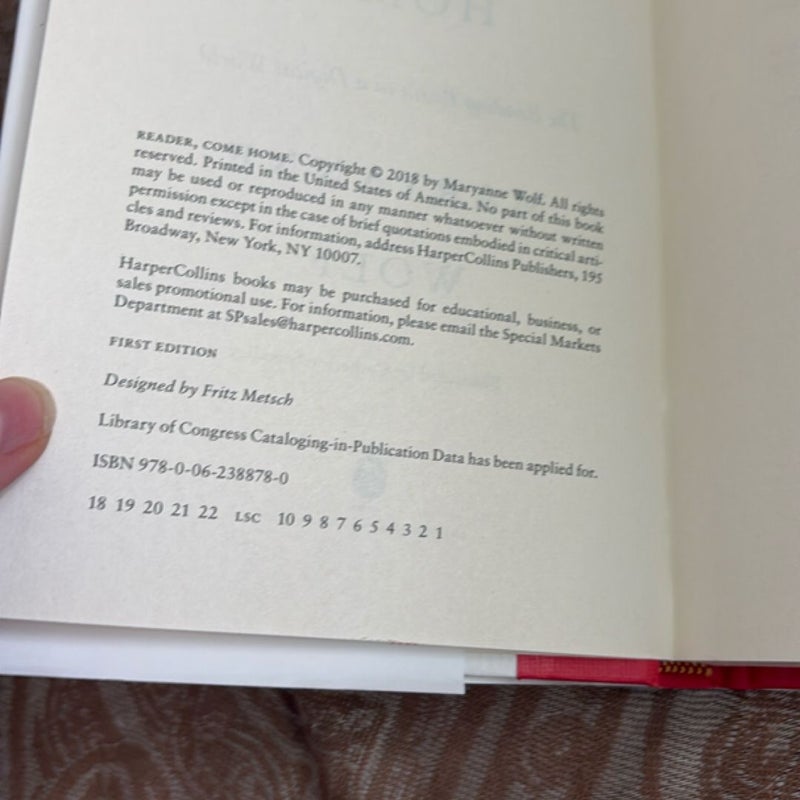 READER, COME HOME. Copyright © 2018 by Maryanne Wolf. All rights
reserved. Printed in the United States of America. No part of this book
may be used or reproduced in any manner whatsoever without written
permission except in the case of brief quotations embodied in critical arti-
cles and reviews. For information, address HarperCollins Publishers, 195
Broadway, New York, NY 10007.
HarperCollins books may be purchased for educational, business, or
sales promotional use. For information, please email the Special Markets
Department at SPsales@harpercollins.com.
FIRST EDITION
Designed by Fritz Metsch
Library of Congress Cataloging-in-Publication Data has been applied for.
ISBN 978-0-06-238878-0
18 19 20 21 22 LSC 10 9 8 7 6 5 4 3 2 1